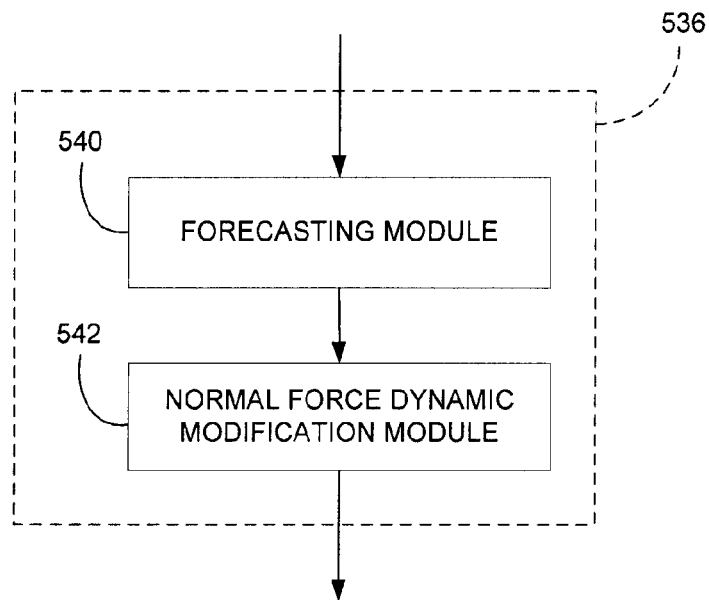 536
540
FORECASTING MODULE
542
NORMAL FORCE DYNAMIC
MODIFICATION MODULE